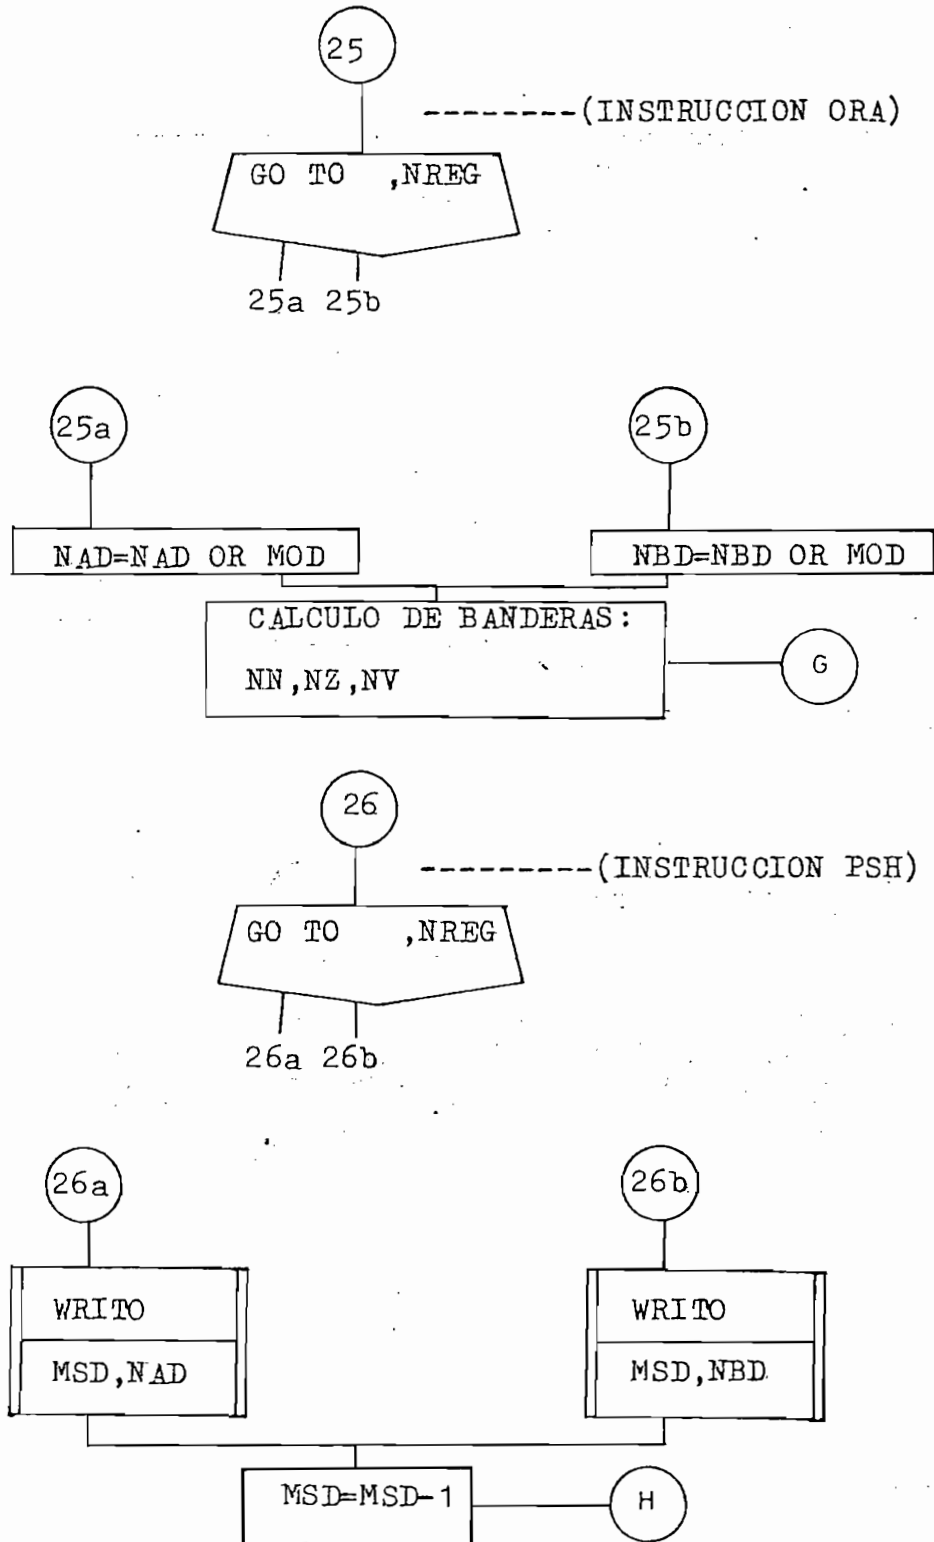 25
--------(INSTRUCCION ORA)
GO TO ,NREG
25a 25b
25a 25b
NAD=NAD OR MOD NBD=NBD OR MOD
CALCULO DE BANDERAS:
NN,NZ,NV
G
26
---------(INSTRUCCION PSH)
GO TO ,NREG
26a 26b
26a 26b
WRITO WRITO
MSD,NAD MSD,NBD
MSD=MSD-1 H